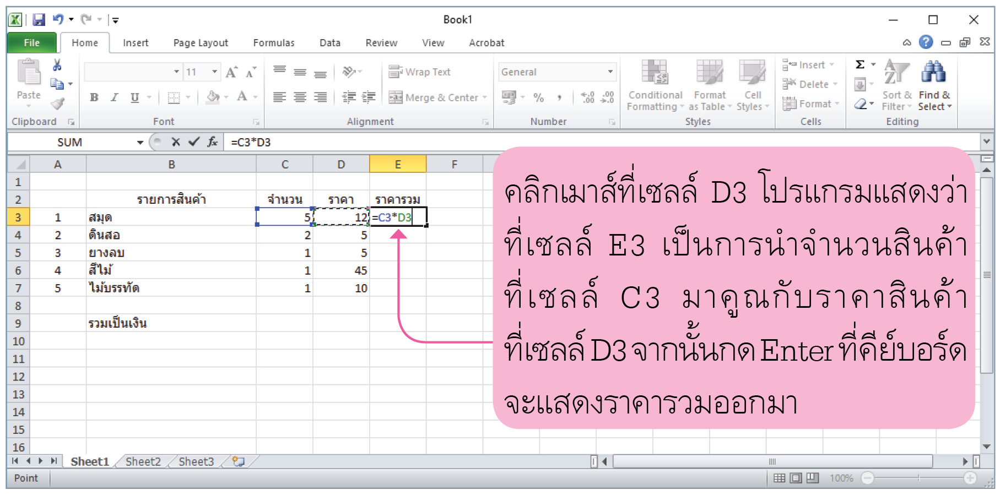 Book1
File Home Insert Page Layout Formulas Data Review View Acrobat
11 A A Wrap Text General Insert
Paste Conditional Formatting Format as Table Cell Styles Delete Sort & Filter Find & Select
B I U A Merge & Center % , Format
Clipboard Font Alignment Number Styles Cells Editing
SUM fx =C3*D3
A B C D E F
1
2 รายการสินค้า จำนวน ราคา ราคารวม
3 1 สมุด 5 12 =C3*D3
4 2 ดินสอ 2 5
5 3 ยางลบ 1 5
6 4 สีไม้ 1 45
7 5 ไม้บรรทัด 1 10
8
9 รวมเป็นเงิน
10
11
12
13
14
15
16
คลิกเมาส์ที่เซลล์ D3 โปรแกรมแสดงว่า
ที่เซลล์ E3 เป็นการนำจำนวนสินค้า
ที่เซลล์ C3 มาคูณกับราคาสินค้า
ที่เซลล์ D3 จากนั้นกด Enter ที่คีย์บอร์ด
จะแสดงราคารวมออกมา
Sheet1 Sheet2 Sheet3
Point 100%